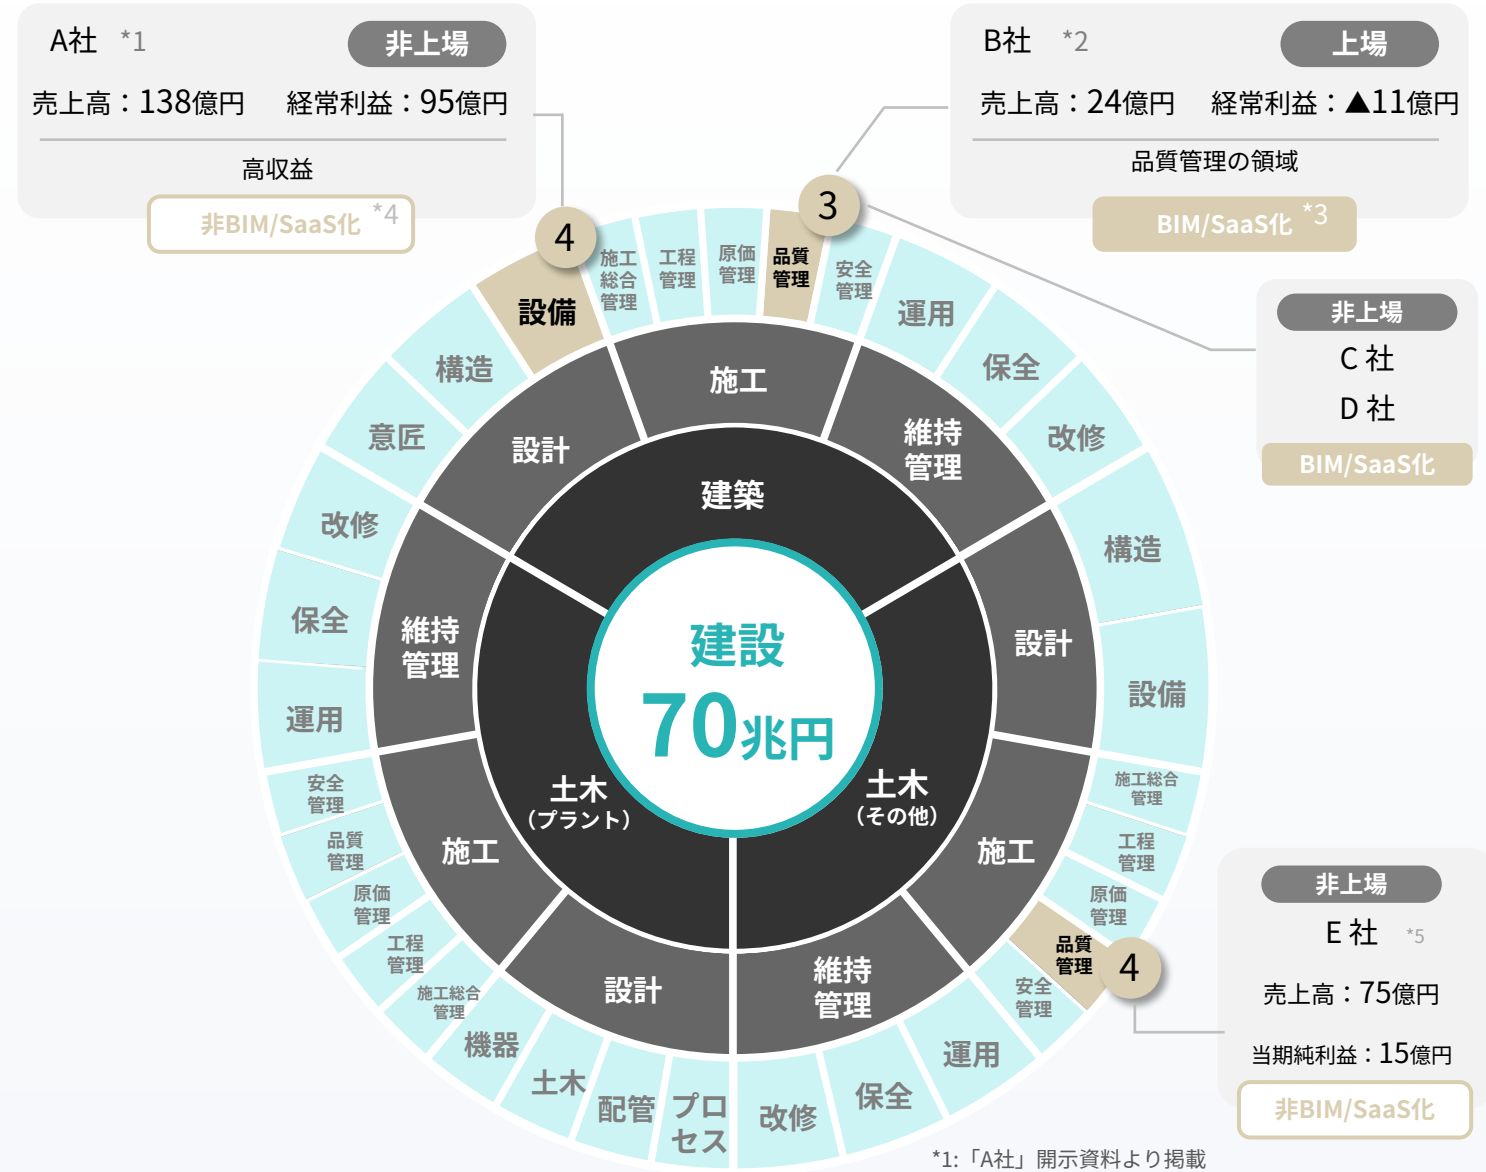 A社 *1
非上場
売上高：138億円 経常利益：95億円
高収益
非BIM/SaaS化 *4
B社 *2
上場
売上高：24億円 経常利益：▲11億円
品質管理の領域
BIM/SaaS化 *3
非上場
C 社
D 社
BIM/SaaS化
非上場
E 社 *5
売上高：75億円
当期純利益：15億円
非BIM/SaaS化
建設
70兆円
建築
設計
施工
維持
管理
意匠
構造
設備
4
施工
総合
管理
工程
管理
原価
管理
品質
管理
3
安全
管理
運用
保全
改修
土木
（その他）
設計
施工
維持
管理
構造
設備
施工総合
管理
工程
管理
原価
管理
品質
管理
4
安全
管理
運用
保全
改修
土木
（プラント）
設計
施工
維持
管理
プロ
セス
配管
土木
機器
施工総合
管理
工程
管理
原価
管理
品質
管理
安全
管理
運用
保全
改修
*1:「A社」開示資料より掲載